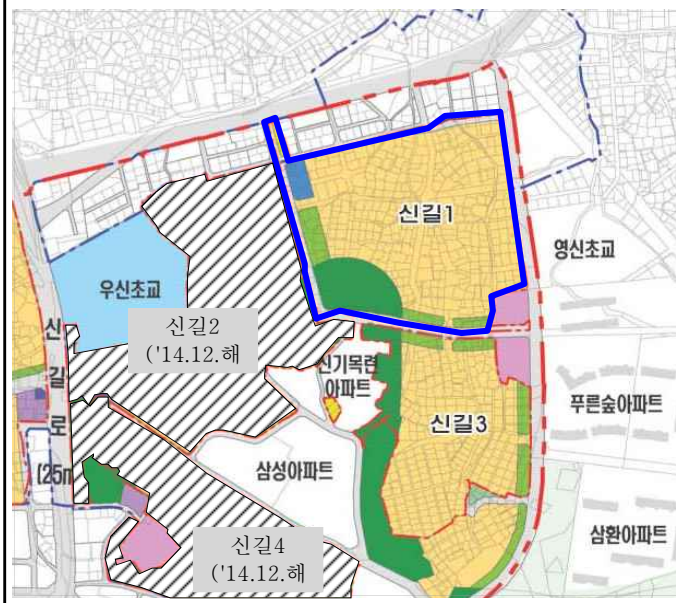 신길1
영신초교
우신초교
신길2
('14.12.해
신
길
로
(25m
신기목련
아파트
신길3
푸른숲아파트
삼성아파트
신길4
('14.12.해
삼환아파트